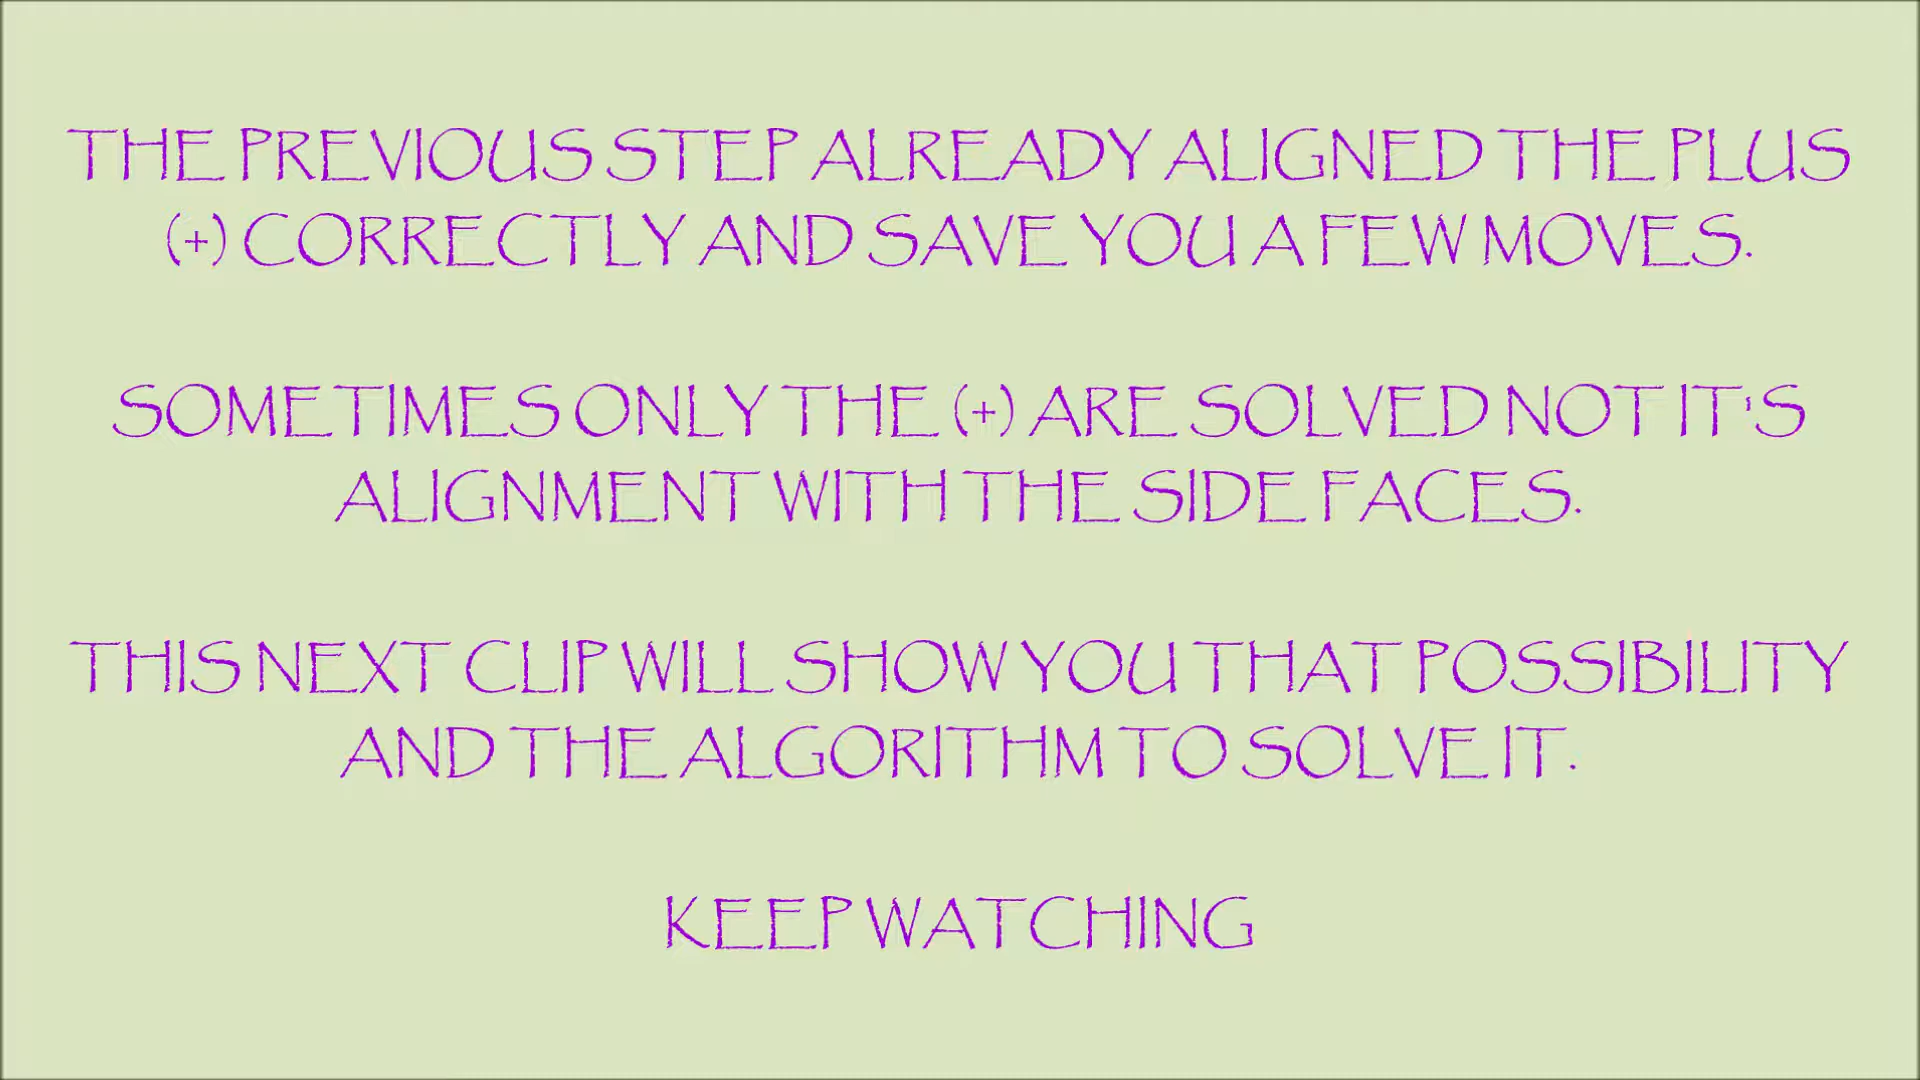 THE PREVIOUS STEP ALREADY ALIGNED THE PLUS
(+) CORRECTLY AND SAVE YOU A FEW MOVES.
SOMETIMES ONLY THE (+) ARE SOLVED NOT IT'S
ALIGNMENT WITH THE SIDE FACES.
THIS NEXT CLIP WILL SHOW YOU THAT POSSIBILITY
AND THE ALGORITHM TO SOLVE IT.
KEEP WATCHING